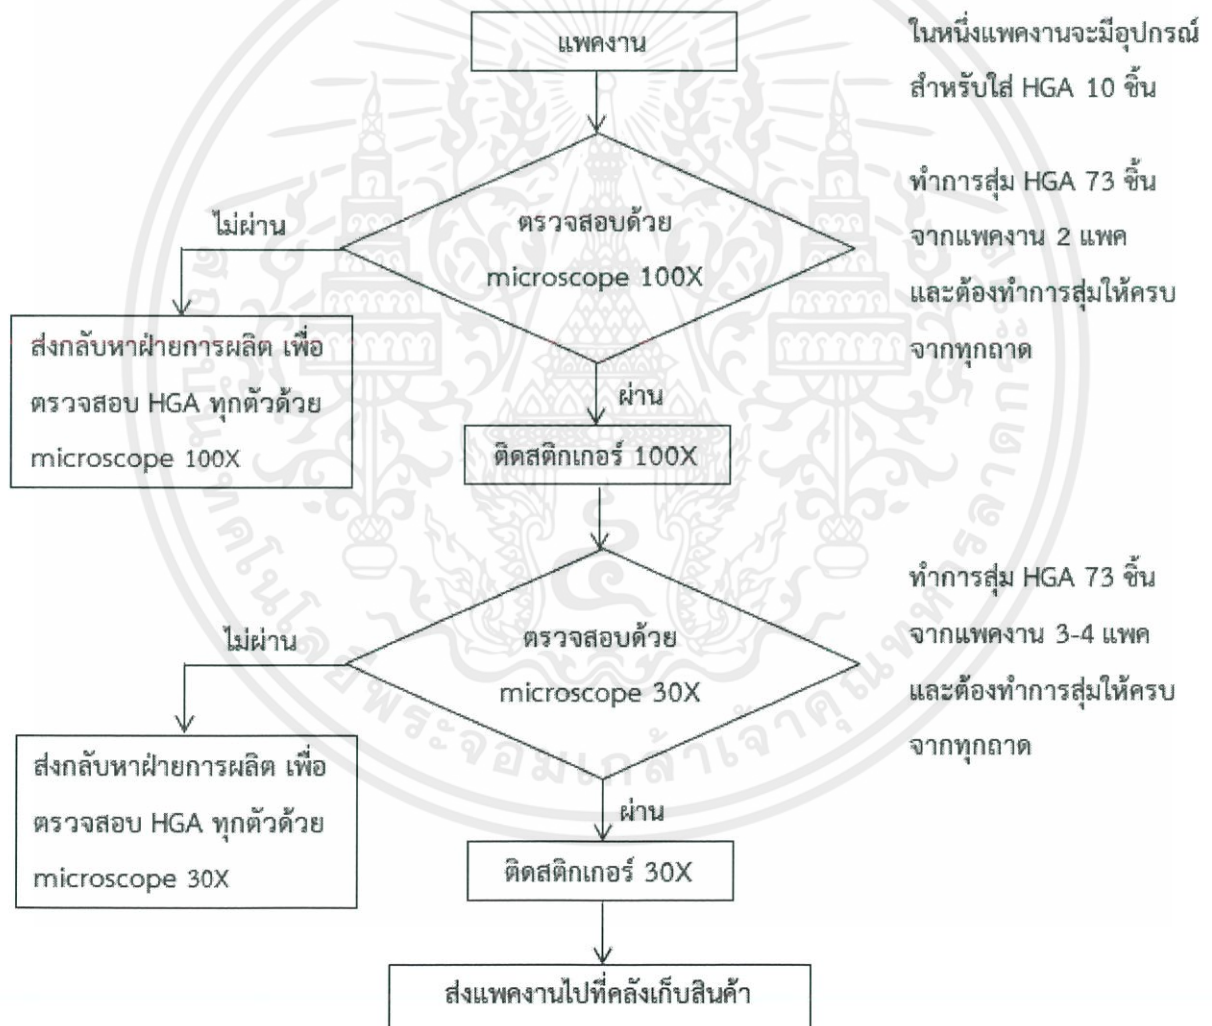 แพคงาน
ในหนึ่งแพคงานจะมีอุปกรณ์
สำหรับใส่ HGA 10 ชิ้น
ตรวจสอบด้วย
microscope 100X
ทำการสุ่ม HGA 73 ชิ้น
จากแพคงาน 2 แพค
และต้องทำการสุ่มให้ครบ
จากทุกถาด
ไม่ผ่าน
ส่งกลับหาฝ่ายการผลิต เพื่อ
ตรวจสอบ HGA ทุกตัวด้วย
microscope 100X
ผ่าน
ติดสติกเกอร์ 100X
ตรวจสอบด้วย
microscope 30X
ทำการสุ่ม HGA 73 ชิ้น
จากแพคงาน 3-4 แพค
และต้องทำการสุ่มให้ครบ
จากทุกถาด
ไม่ผ่าน
ส่งกลับหาฝ่ายการผลิต เพื่อ
ตรวจสอบ HGA ทุกตัวด้วย
microscope 30X
ผ่าน
ติดสติกเกอร์ 30X
ส่งแพคงานไปที่คลังเก็บสินค้า